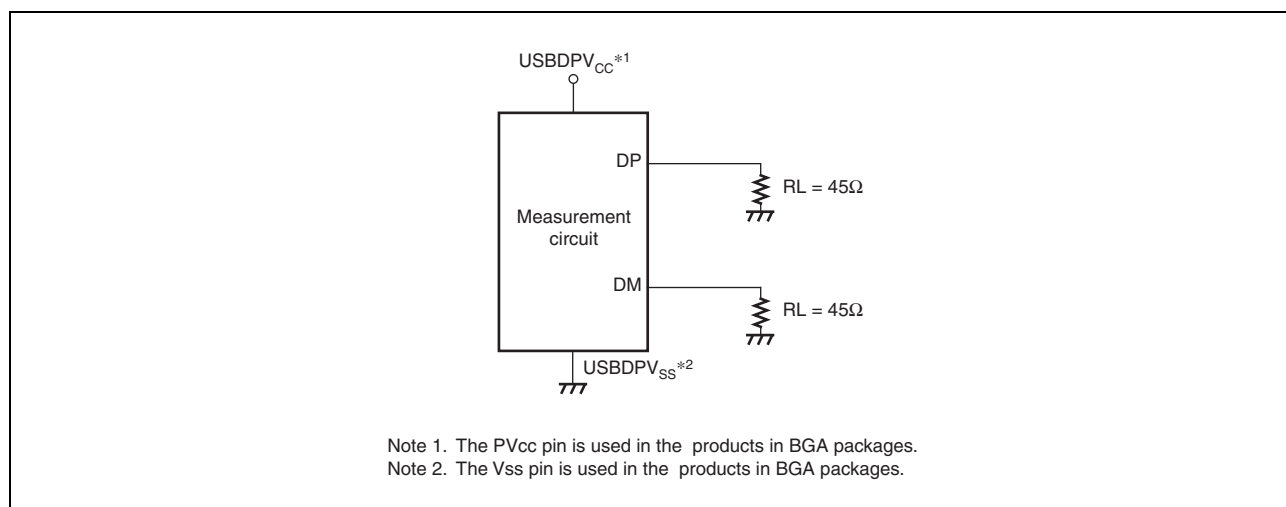 USBDPVCC*1
DP
RL = 45Ω
Measurement
circuit
DM
RL = 45Ω
USBDPVSS*2
Note 1. The PVcc pin is used in the products in BGA packages.
Note 2. The Vss pin is used in the products in BGA packages.